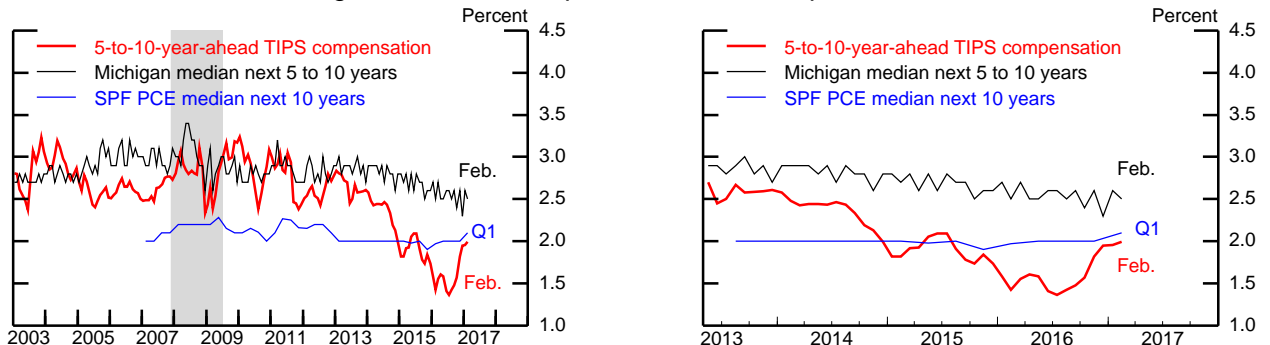 Percent
4.5
5-to-10-year-ahead TIPS compensation
Michigan median next 5 to 10 years
SPF PCE median next 10 years
4.0
3.5
3.0
2.5
2.0
1.5
1.0
Feb.
Q1
Feb.
2003 2005 2007 2009 2011 2013 2015 2017
Percent
4.5
5-to-10-year-ahead TIPS compensation
Michigan median next 5 to 10 years
SPF PCE median next 10 years
4.0
3.5
3.0
2.5
2.0
1.5
1.0
Feb.
Q1
Feb.
2013 2014 2015 2016 2017